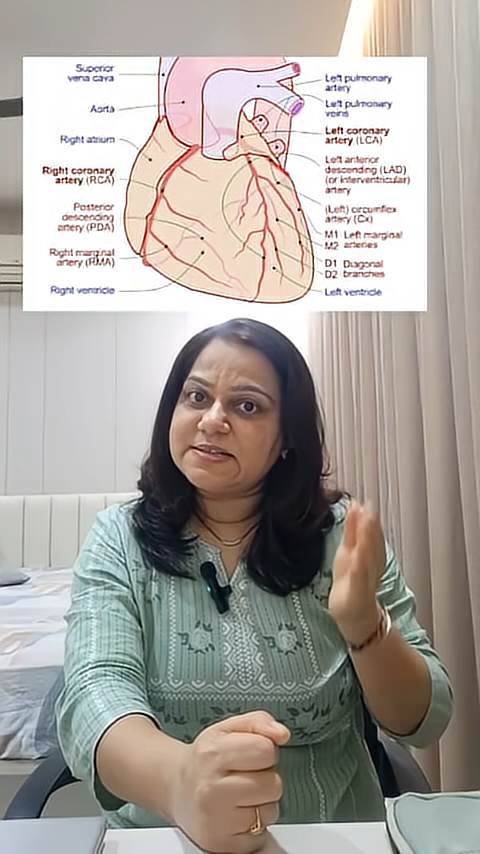 Superior
vena cava
Aorta
Right atrium
Right coronary
artery (RCA)
Posterior
descending
artery (PDA)
Right marginal
artery (RMA)
Right ventricle
Left pulmonary
artery
Left pulmonary
veins
Left coronary
artery (LCA)
Left anterior
descending (LAD)
(or interventricular)
artery
(Left) circumflex
artery (Cx)
M1 Left marginal
M2 arteries
D1 Diagonal
D2 branches
Left ventricle